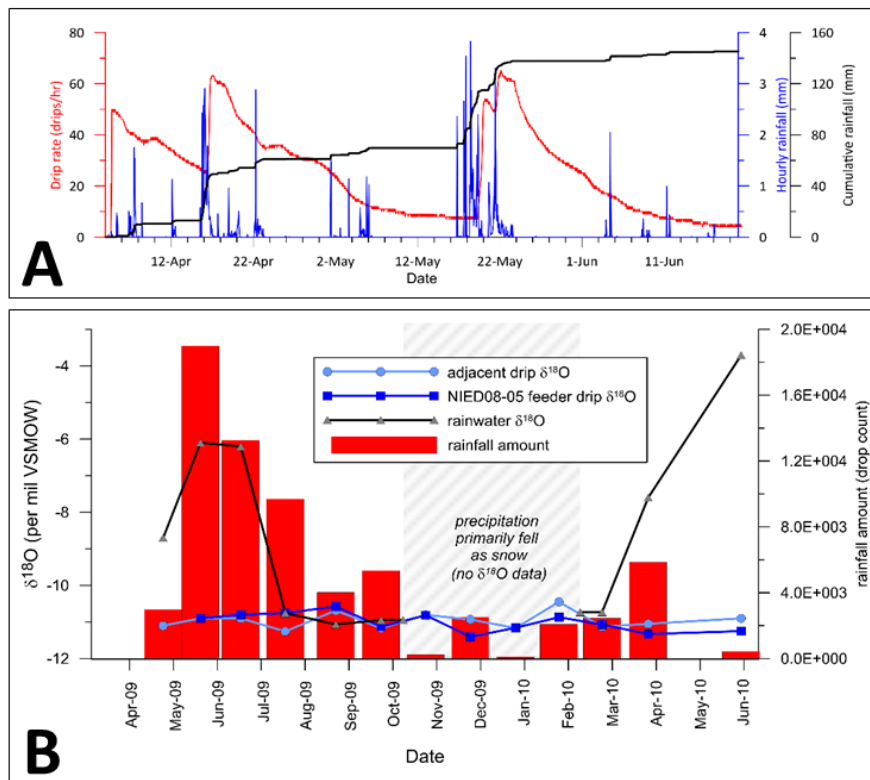 80
60
40
20
0
Drip rate (drips/hr)
4
3
2
1
0
Hourly rainfall (mm)
160
120
80
40
0
Cumulative rainfall (mm)
12-Apr 22-Apr 2-May 12-May 22-May 1-Jun 11-Jun
Date
A
-4
-6
-8
-10
-12
δ18O (per mil VSMOW)
adjacent drip δ18O
NIED08-05 feeder drip δ18O
rainwater δ18O
rainfall amount
precipitation
primarily fell
as snow
(no δ18O data)
2.0E+004
1.6E+004
1.2E+004
8.0E+003
4.0E+003
0.0E+000
rainfall amount (drop count)
Apr-09 May-09 Jun-09 Jul-09 Aug-09 Sep-09 Oct-09 Nov-09 Dec-09 Jan-10 Feb-10 Mar-10 Apr-10 Jun-10
Date
B